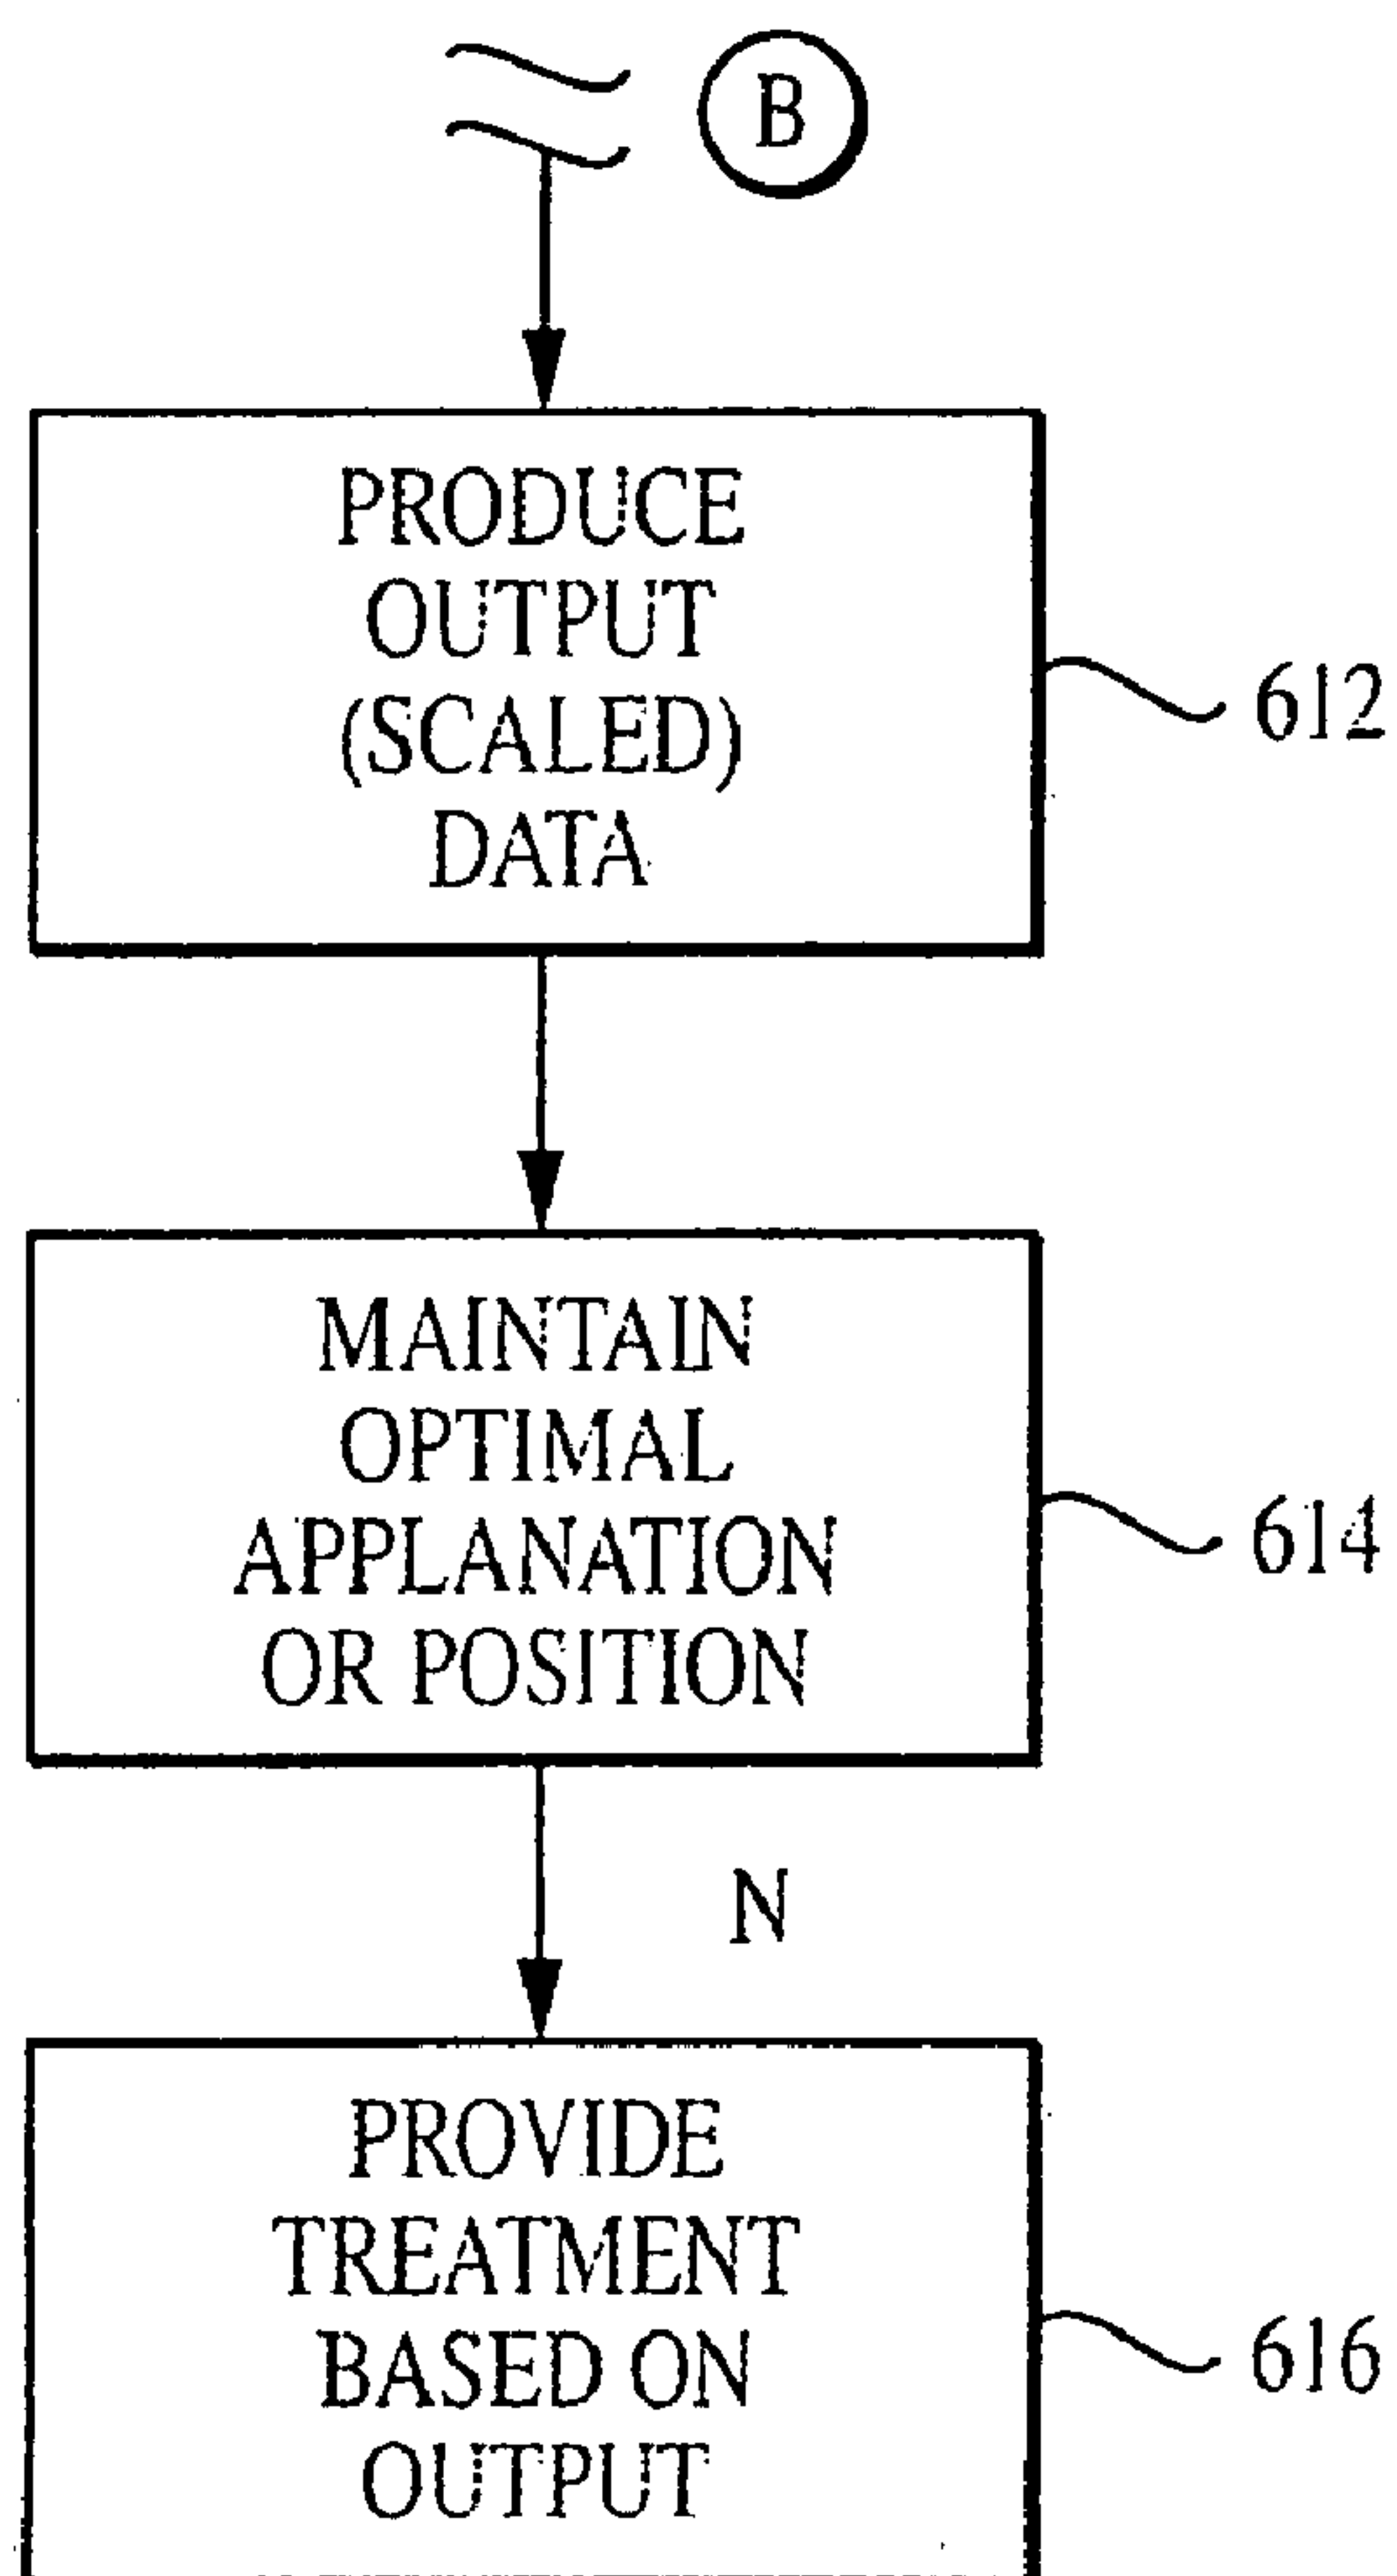 B
PRODUCE
OUTPUT
(SCALED)
DATA
612
MAINTAIN
OPTIMAL
APPLANATION
OR POSITION
614
N
PROVIDE
TREATMENT
BASED ON
OUTPUT
616